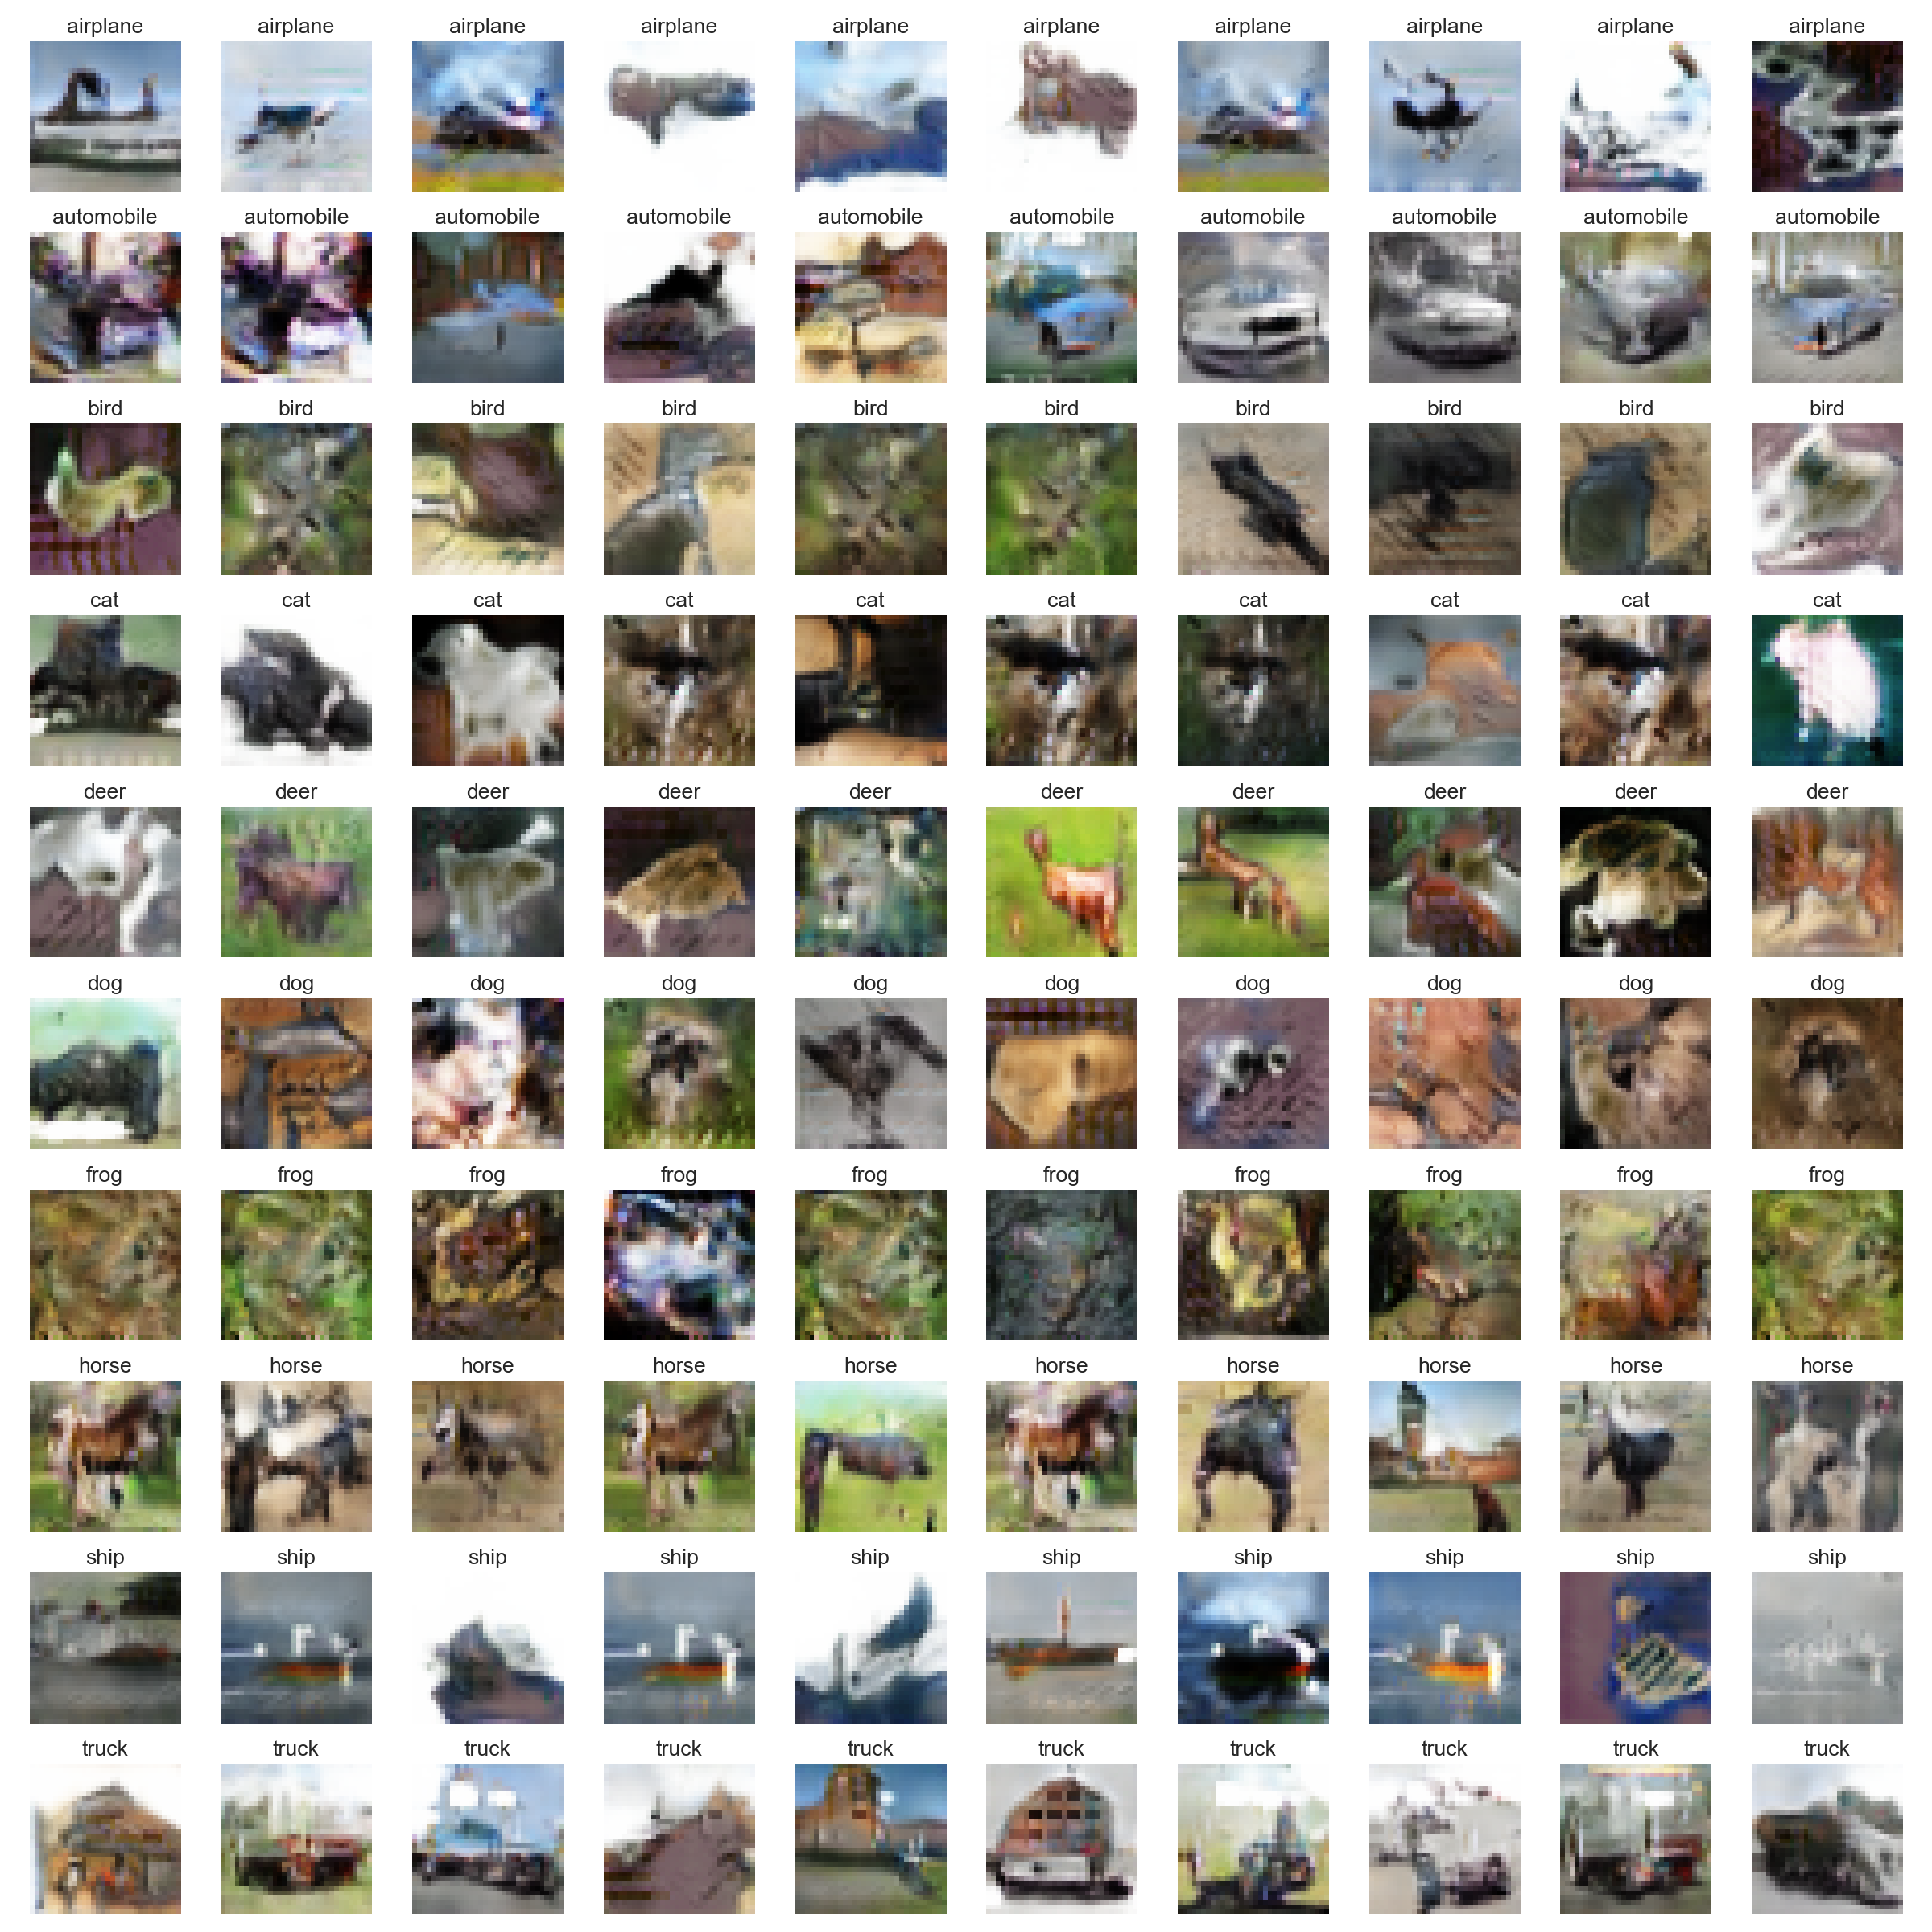 airplane airplane airplane airplane airplane airplane airplane airplane airplane airplane
automobile automobile automobile automobile automobile automobile automobile automobile automobile automobile
bird bird bird bird bird bird bird bird bird bird
cat cat cat cat cat cat cat cat cat cat
deer deer deer deer deer deer deer deer deer deer
dog dog dog dog dog dog dog dog dog dog
frog frog frog frog frog frog frog frog frog frog
horse horse horse horse horse horse horse horse horse horse
ship ship ship ship ship ship ship ship ship ship
truck truck truck truck truck truck truck truck truck truck